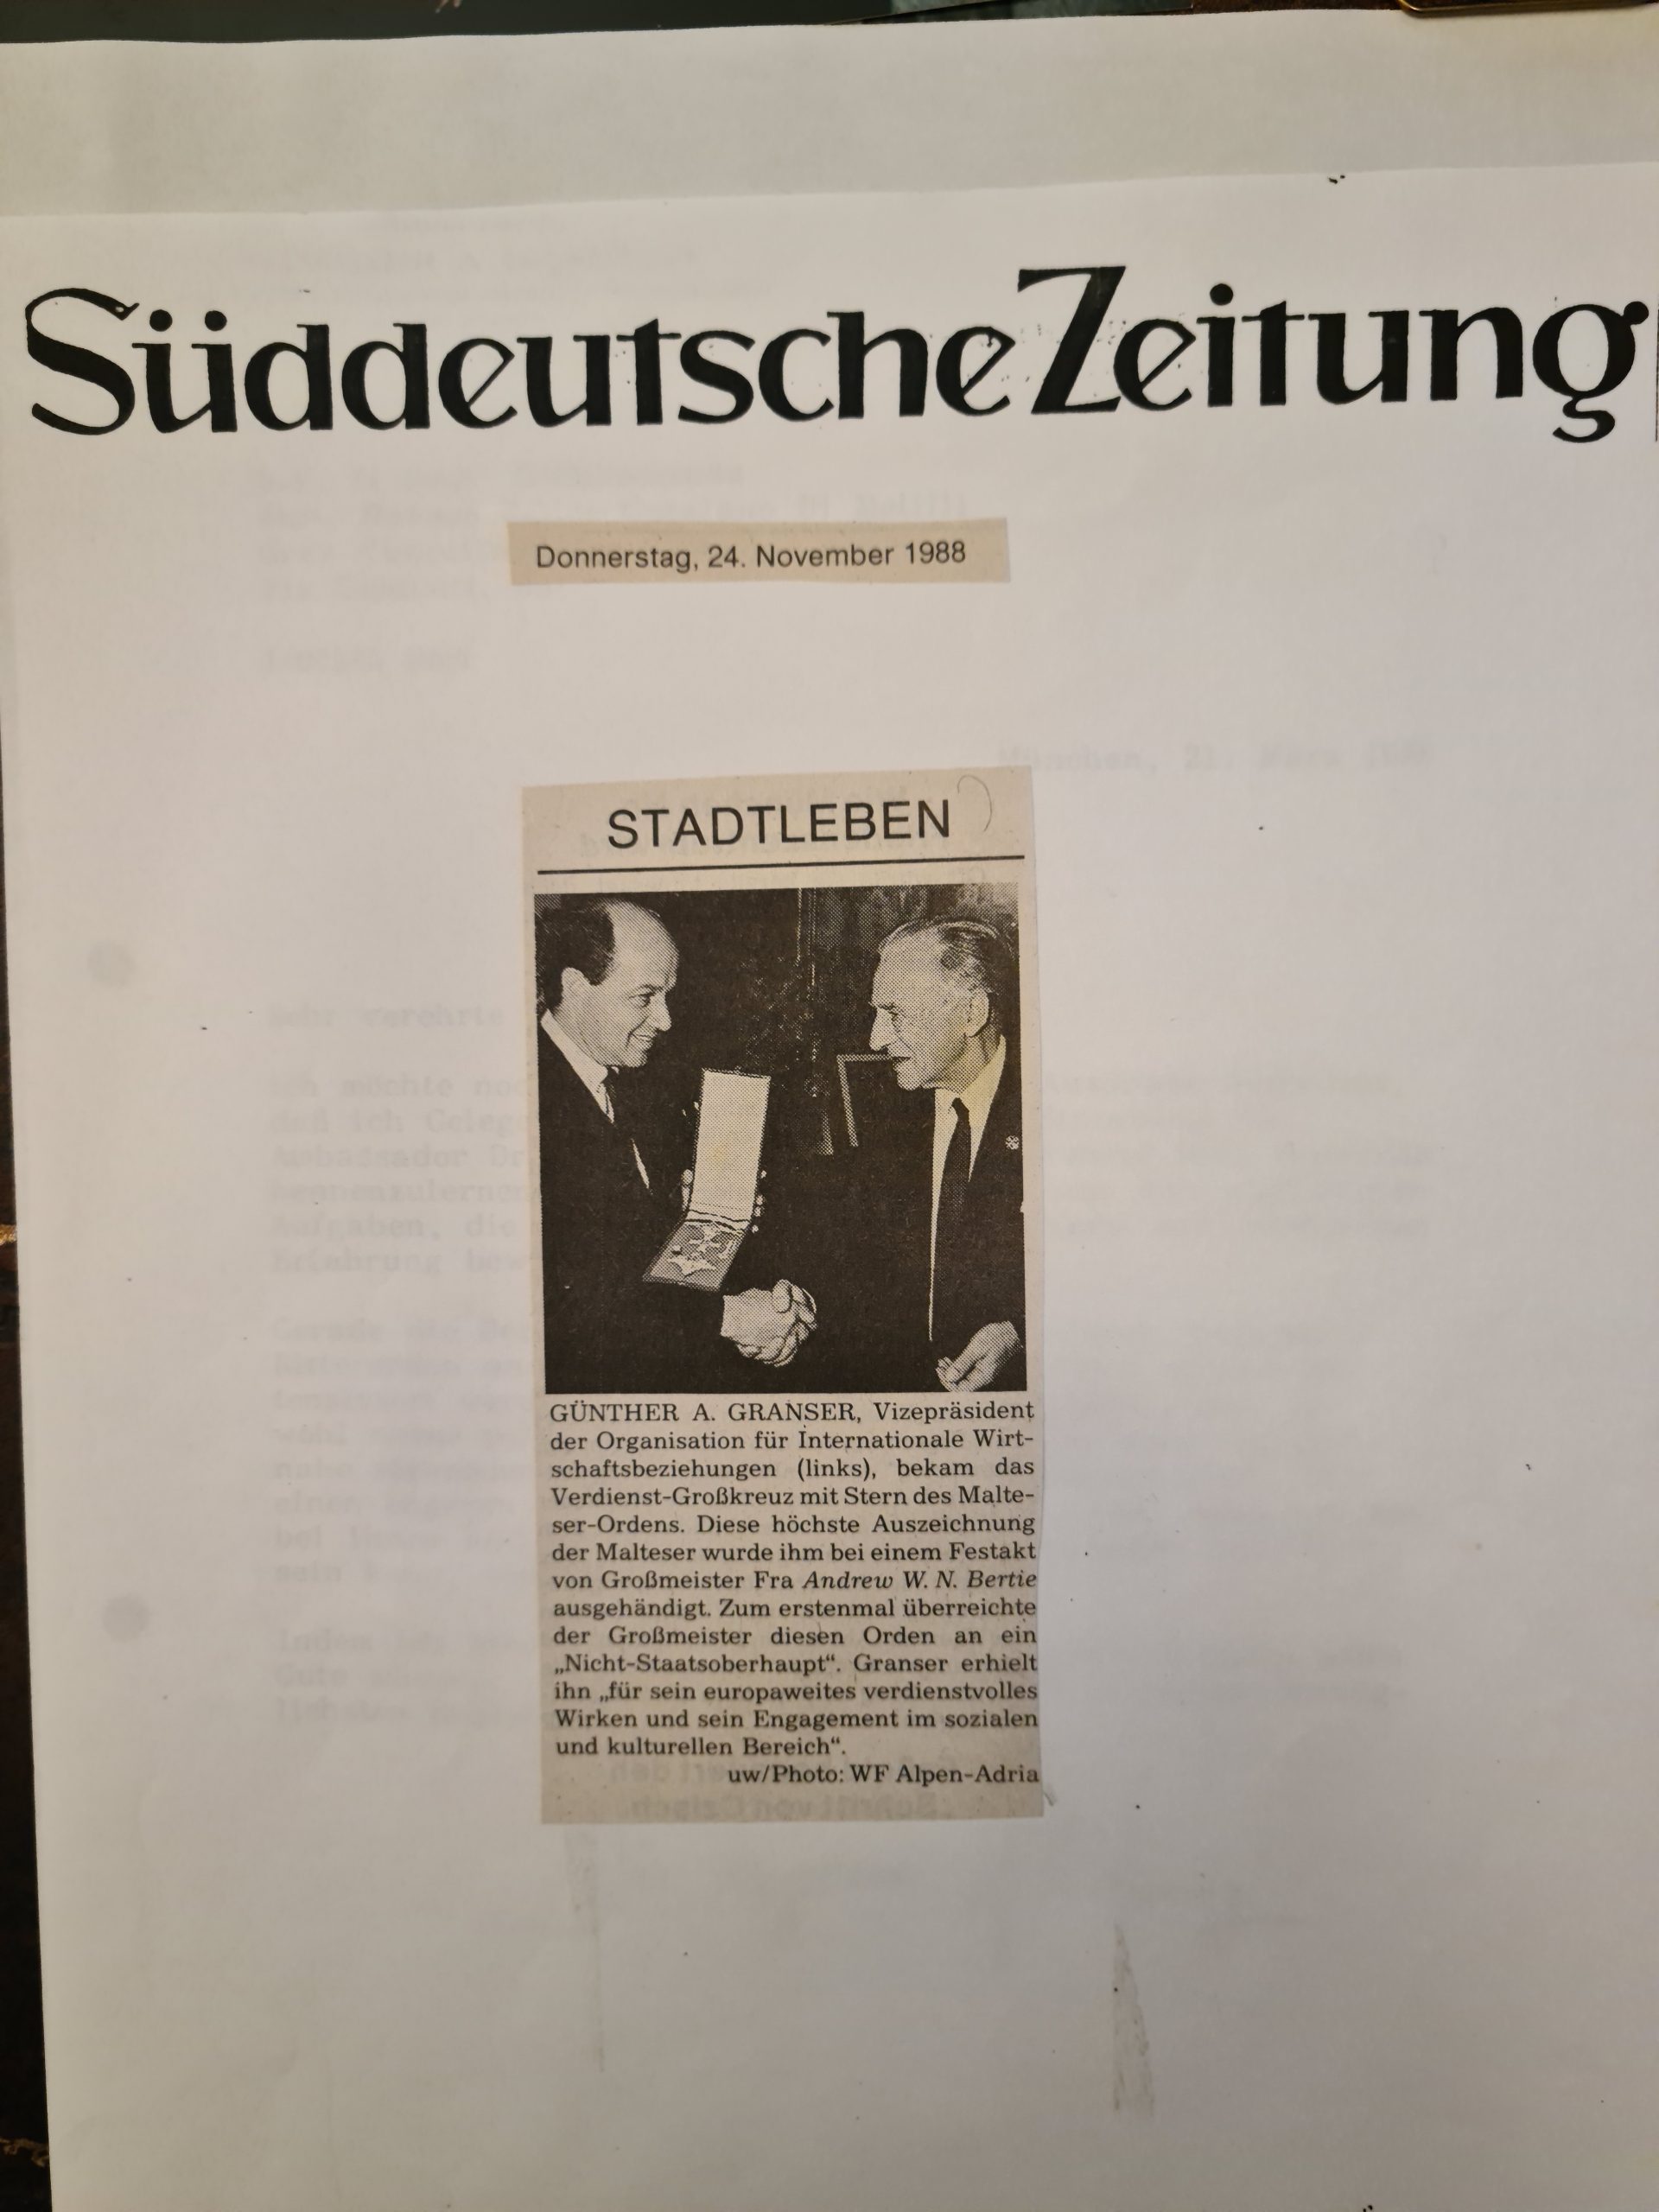 Süddeutsche Zeitung
Donnerstag, 24. November 1988
STADTLEBEN
GÜNTHER A. GRANSER, Vizepräsident
der Organisation für Internationale Wirt-
schaftsbeziehungen (links), bekam das
Verdienst-Großkreuz mit Stern des Malte-
ser-Ordens. Diese höchste Auszeichnung
der Malteser wurde ihm bei einem Festakt
von Großmeister Fra Andrew W. N. Bertie
ausgehändigt. Zum erstenmal überreichte
der Großmeister diesen Orden an ein
„Nicht-Staatsoberhaupt“. Granser erhielt
ihn „für sein europaweites verdienstvolles
Wirken und sein Engagement im sozialen
und kulturellen Bereich“.
uw/Photo: WF Alpen-Adria